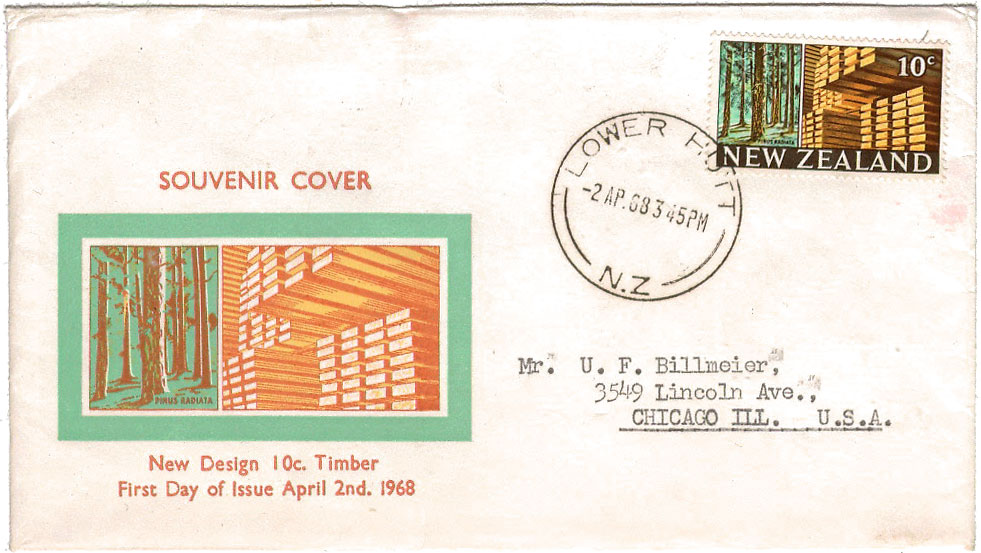 10c
PINUS RADIATA
NEW ZEALAND
LOWER HUTT
-2 AP.68 3 45PM
N.Z
SOUVENIR COVER
PINUS RADIATA
New Design 10c. Timber
First Day of Issue April 2nd. 1968
Mr. U. F. Billmeier,
3549 Lincoln Ave.,
CHICAGO ILL. U.S.A.